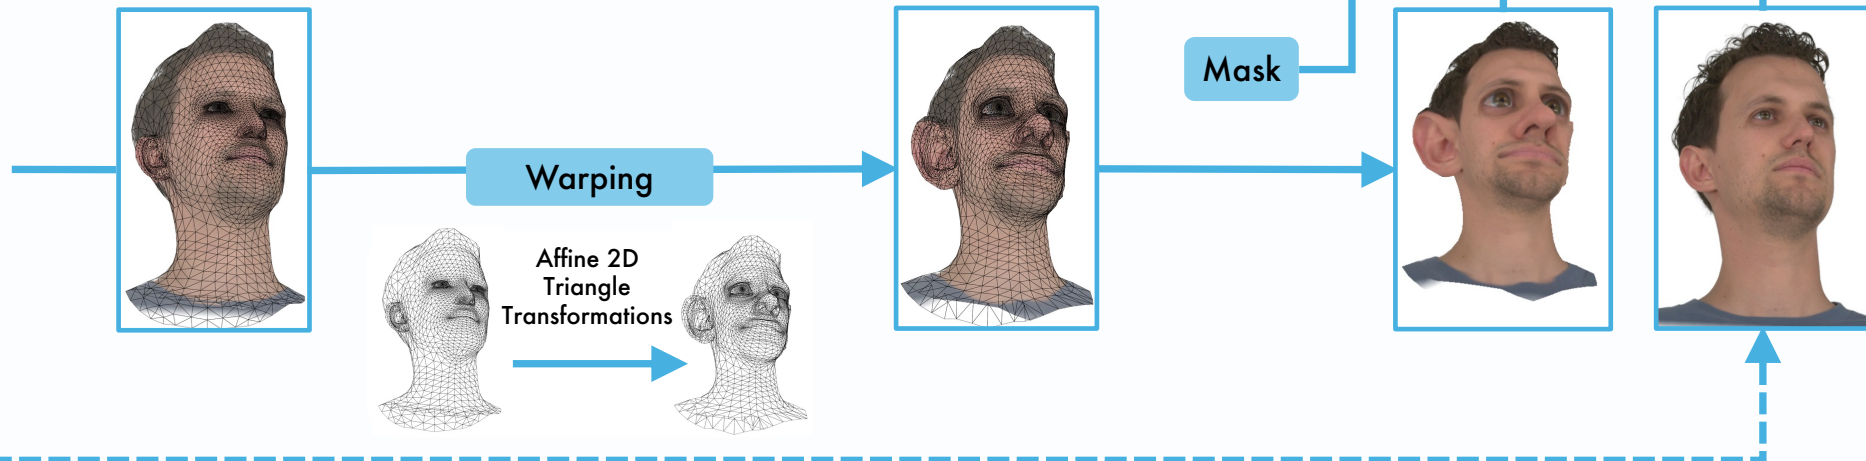 Mask
Warping
Affine 2D
Triangle
Transformations